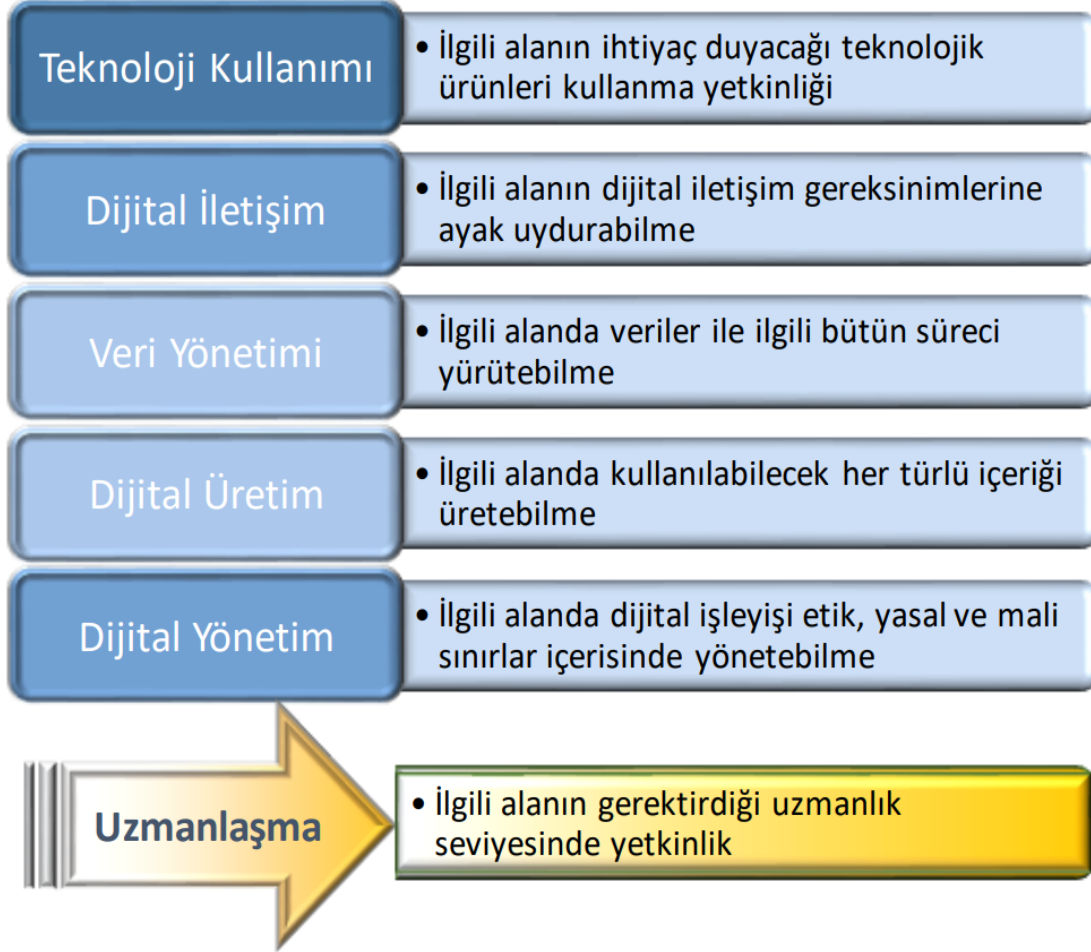 Teknoloji Kullanımı
• İlgili alanın ihtiyaç duyacağı teknolojik
ürünleri kullanma yetkinliği
Dijital İletişim
• İlgili alanın dijital iletişim gereksinimlerine
ayak uydurabilme
Veri Yönetimi
• İlgili alanda veriler ile ilgili bütün süreci
yürütebilme
Dijital Üretim
• İlgili alanda kullanılabilecek her türlü içeriği
üretebilme
Dijital Yönetim
• İlgili alanda dijital işleyişi etik, yasal ve mali
sınırlar içerisinde yönetebilme
Uzmanlaşma
• İlgili alanın gerektirdiği uzmanlık
seviyesinde yetkinlik